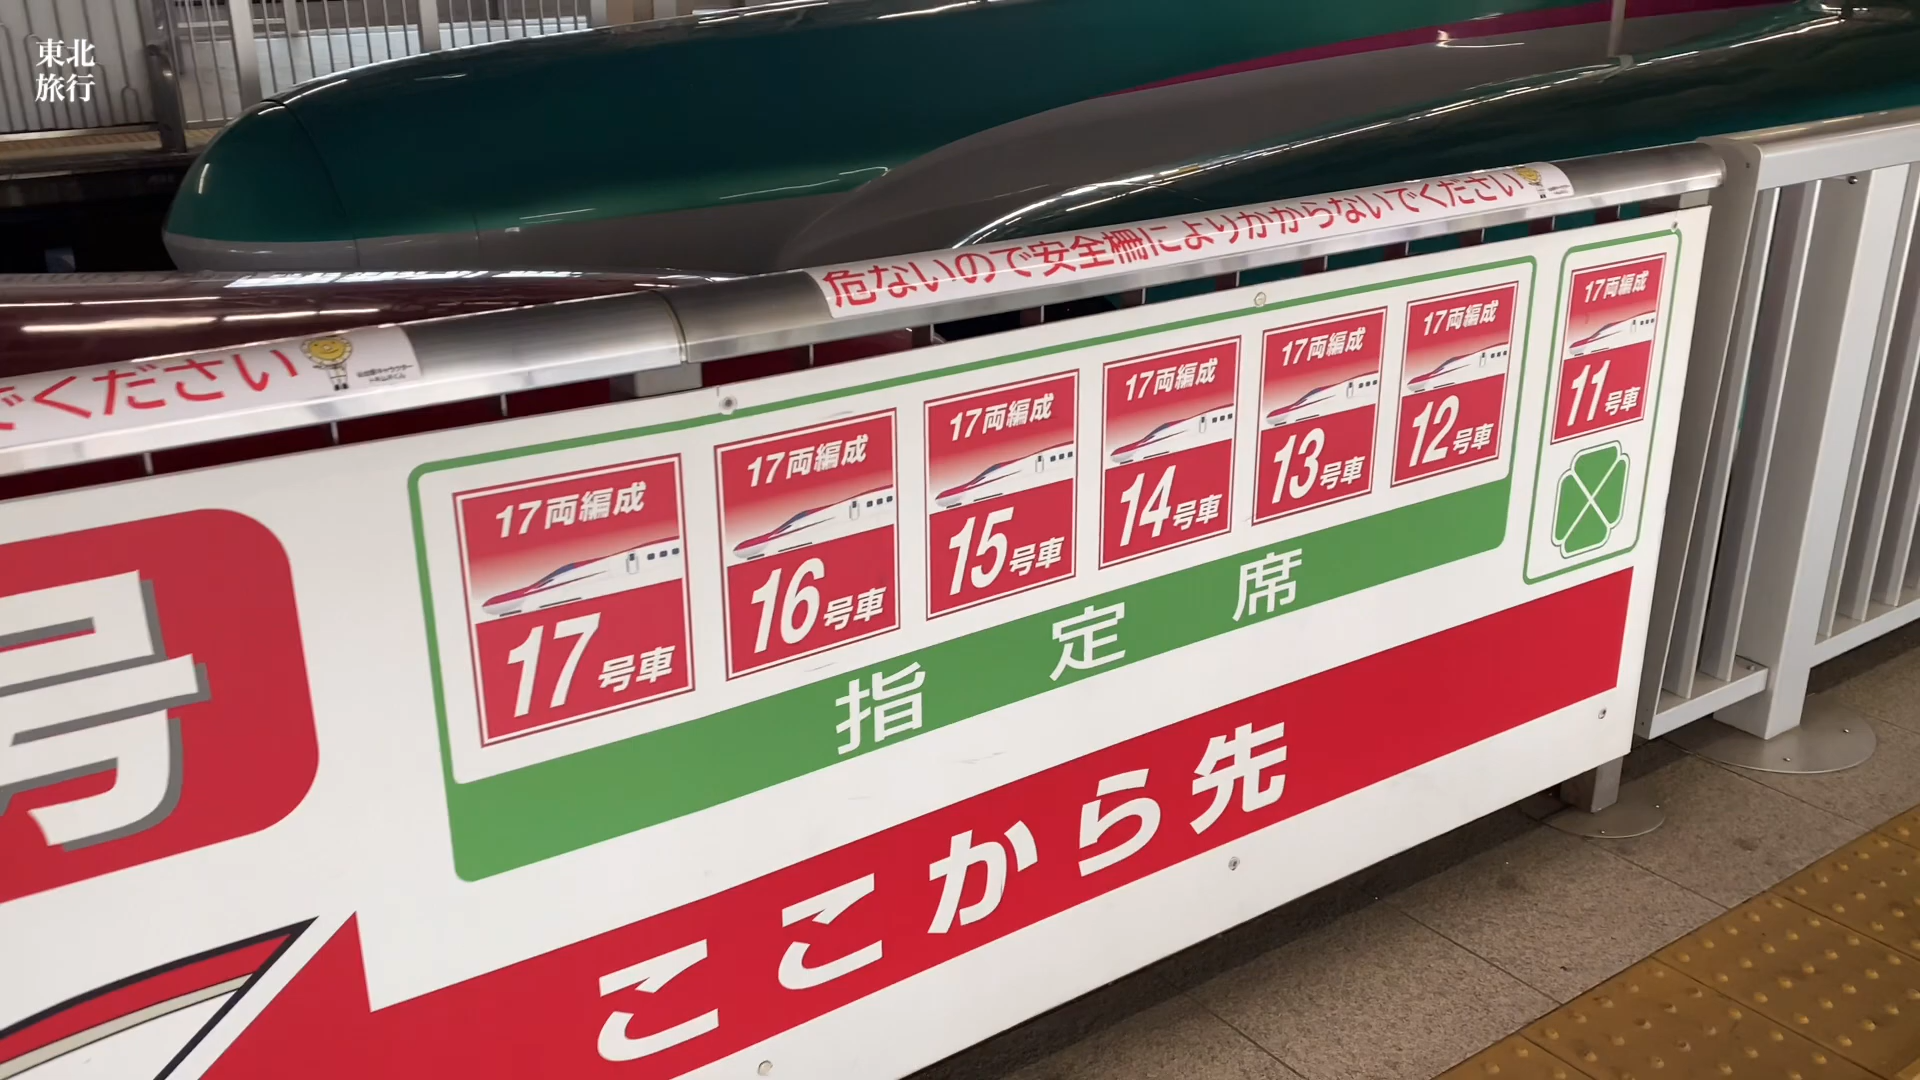 東北
旅行
危ないので安全柵によりかからないでください
でください
17両編成
17号車
17両編成
16号車
17両編成
15号車
17両編成
14号車
17両編成
13号車
17両編成
12号車
17両編成
11号車
指定席
号
ここから先